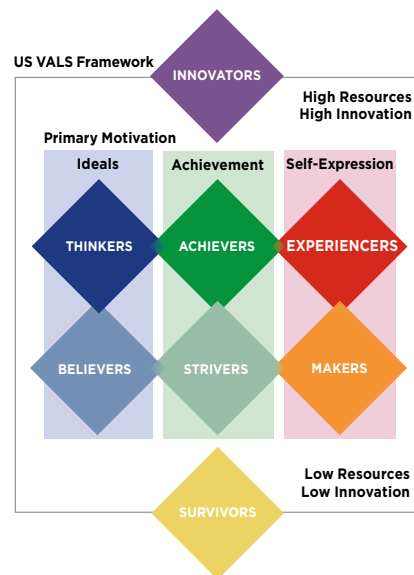 US VALS Framework
INNOVATORS
High Resources
High Innovation
Primary Motivation
Ideals
Achievement
Self-Expression
THINKERS
ACHIEVERS
EXPERIENCERS
BELIEVERS
STRIVERS
MAKERS
Low Resources
Low Innovation
SURVIVORS